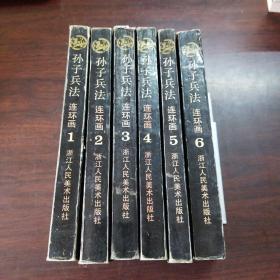 孙子兵法 连环画 1 浙江人民美术出版社
孙子兵法 连环画 2 浙江人民美术出版社
孙子兵法 连环画 3 浙江人民美术出版社
孙子兵法 连环画 4 浙江人民美术出版社
孙子兵法 连环画 5 浙江人民美术出版社
孙子兵法 连环画 6 浙江人民美术出版社